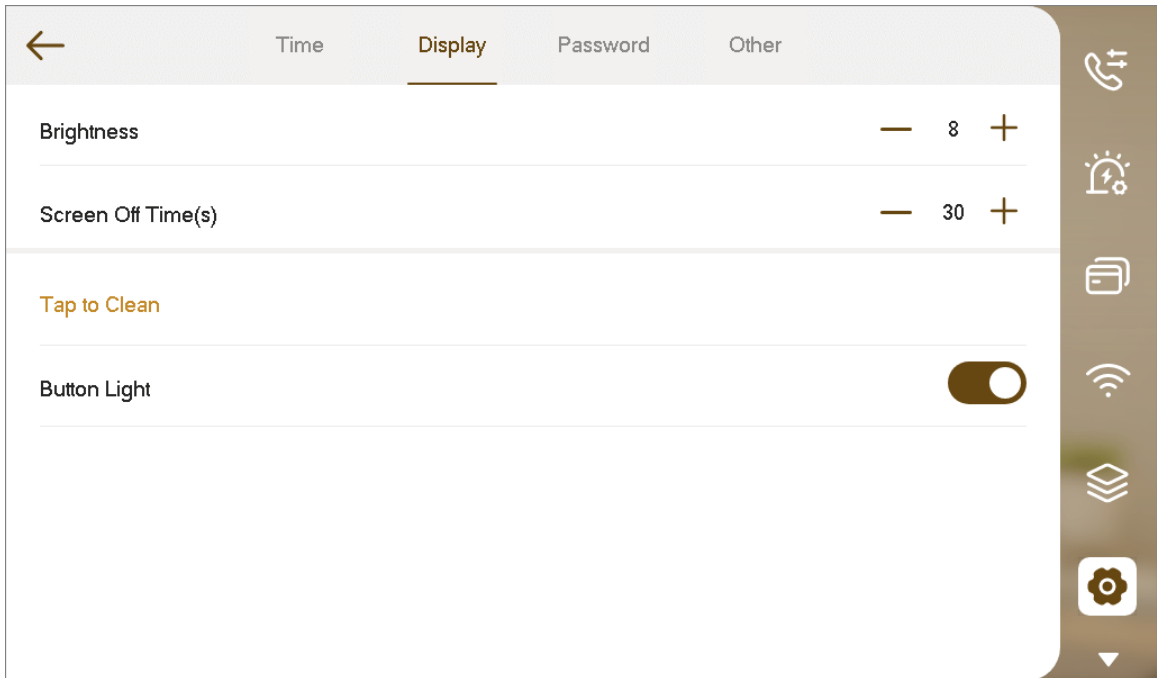 Time Display Password Other
Brightness 8
Screen Off Time(s) 30
Tap to Clean
Button Light